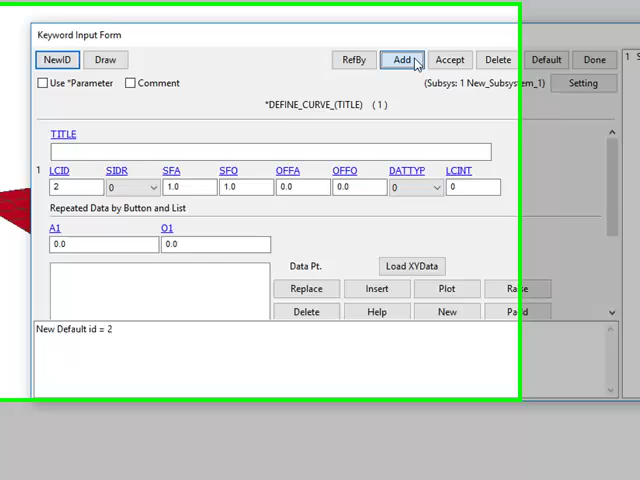 Keyword Input Form
NewID Draw RefBy Add Accept Delete Default Done
Use *Parameter Comment (Subsys: 1 New_Subsystem_1) Setting
*DEFINE_CURVE_(TITLE) (1)
TITLE
1 LCID SIDR SFA SFO OFFA OFFO DATTYP LCINT
2 0 1.0 1.0 0.0 0.0 0 0
Repeated Data by Button and List
A1 O1
0.0 0.0
Data Pt. Load XYData
Replace Insert Plot Raise
Delete Help New Padd
New Default id = 2
1